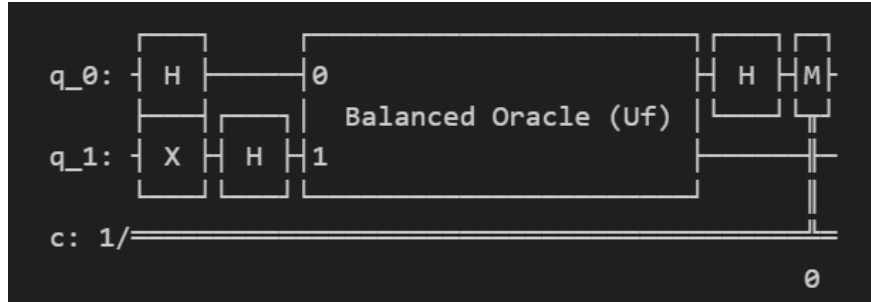 q_0: H 0 H M
Balanced Oracle (Uf)
q_1: X H 1
c: 1/
0